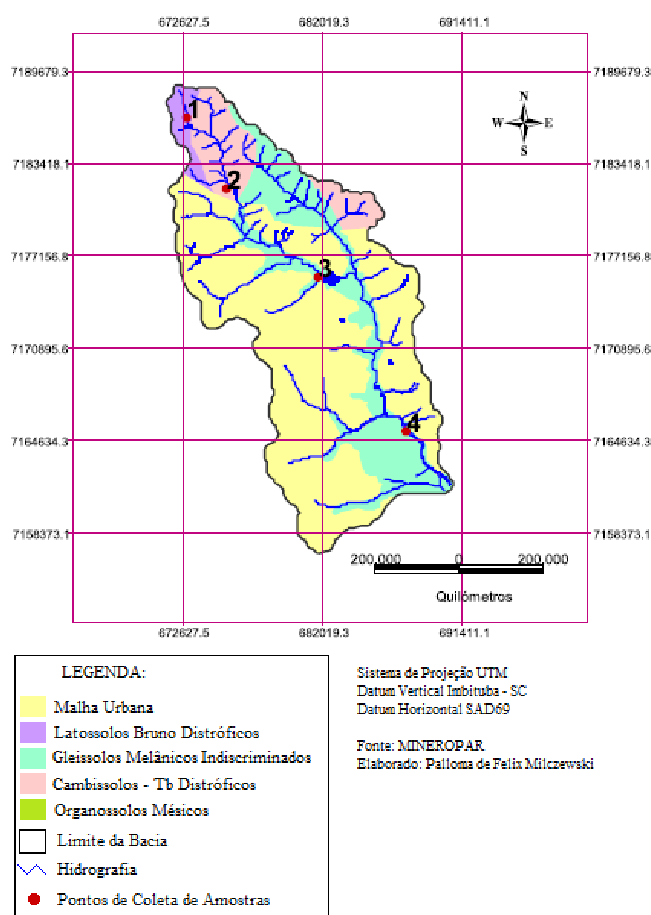 672627.5 682019.3 691411.1
7189679.3 7189679.3
N
W E
S
1
7183418.1 7183418.1
2
7177156.8 7177156.8
3
7170895.6 7170895.6
4
7164634.3 7164634.3
7158373.1 7158373.1
200,000 0 200,000
Quilômetros
672627.5 682019.3 691411.1
LEGENDA:
Malha Urbana
Latossolos Bruno Distróficos
Gleissolos Melânicos Indiscriminados
Cambissolos - Tb Distróficos
Organossolos Mésicos
Limite da Bacia
Hidrografia
Pontos de Coleta de Amostras
Sistema de Projeção UTM
Datum Vertical Imbituba - SC
Datum Horizontal SAD69
Fonte: MINEROPAR
Elaborado: Palloma de Felix Milczewski